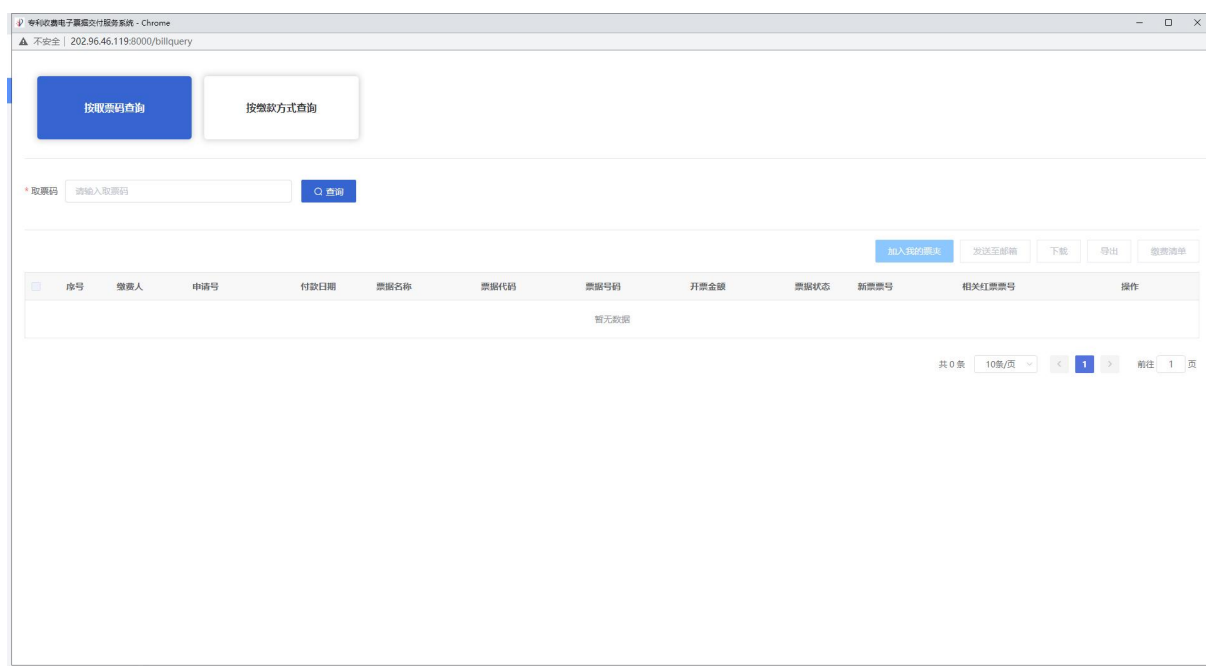 专利收费电子票据交付服务系统 - Chrome
不安全 | 202.96.46.119:8000/billquery
按取票码查询 按缴款方式查询
* 取票码 请输入取票码 查询
加入我的票夹 发送至邮箱 下载 导出 缴费清单
序号 缴费人 申请号 付款日期 票据名称 票据代码 票据号码 开票金额 票据状态 新票票号 相关红票票号 操作
暂无数据
共 0 条 10条/页 < 1 > 前往 1 页